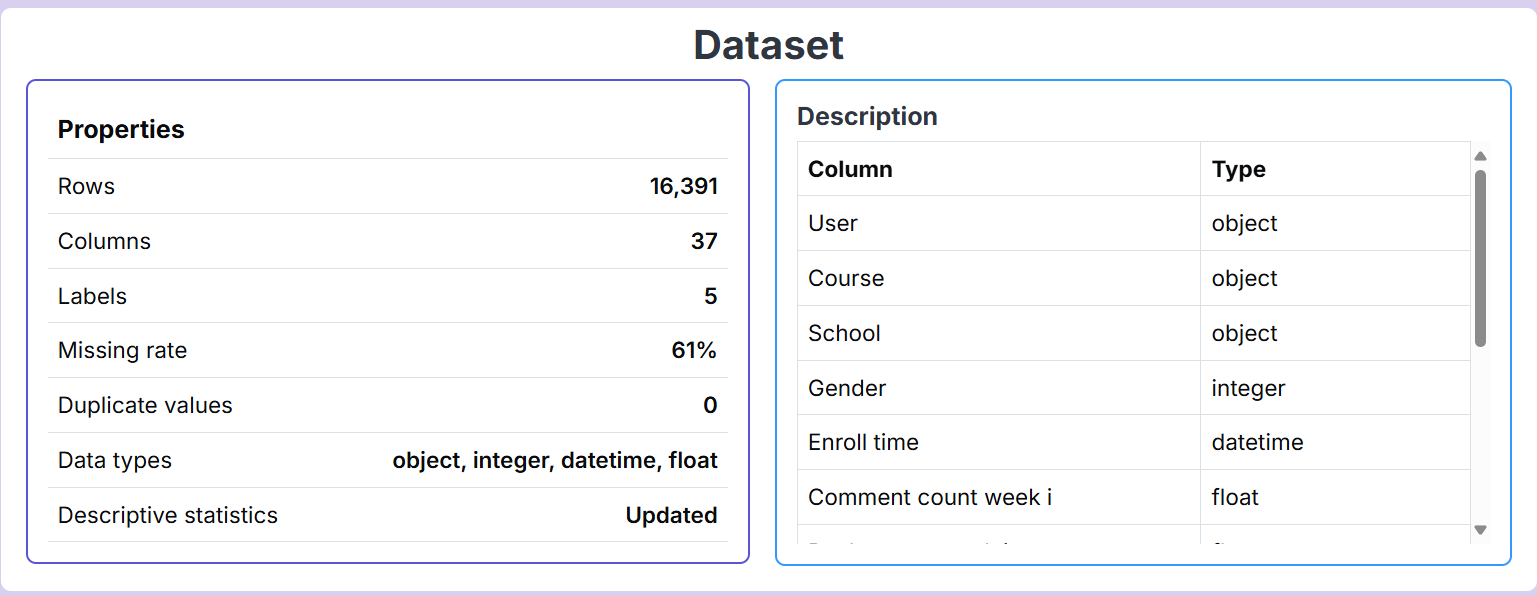 Dataset
Properties
Rows 16,391
Columns 37
Labels 5
Missing rate 61%
Duplicate values 0
Data types object, integer, datetime, float
Descriptive statistics Updated
Description
Column Type
User object
Course object
School object
Gender integer
Enroll time datetime
Comment count week i float